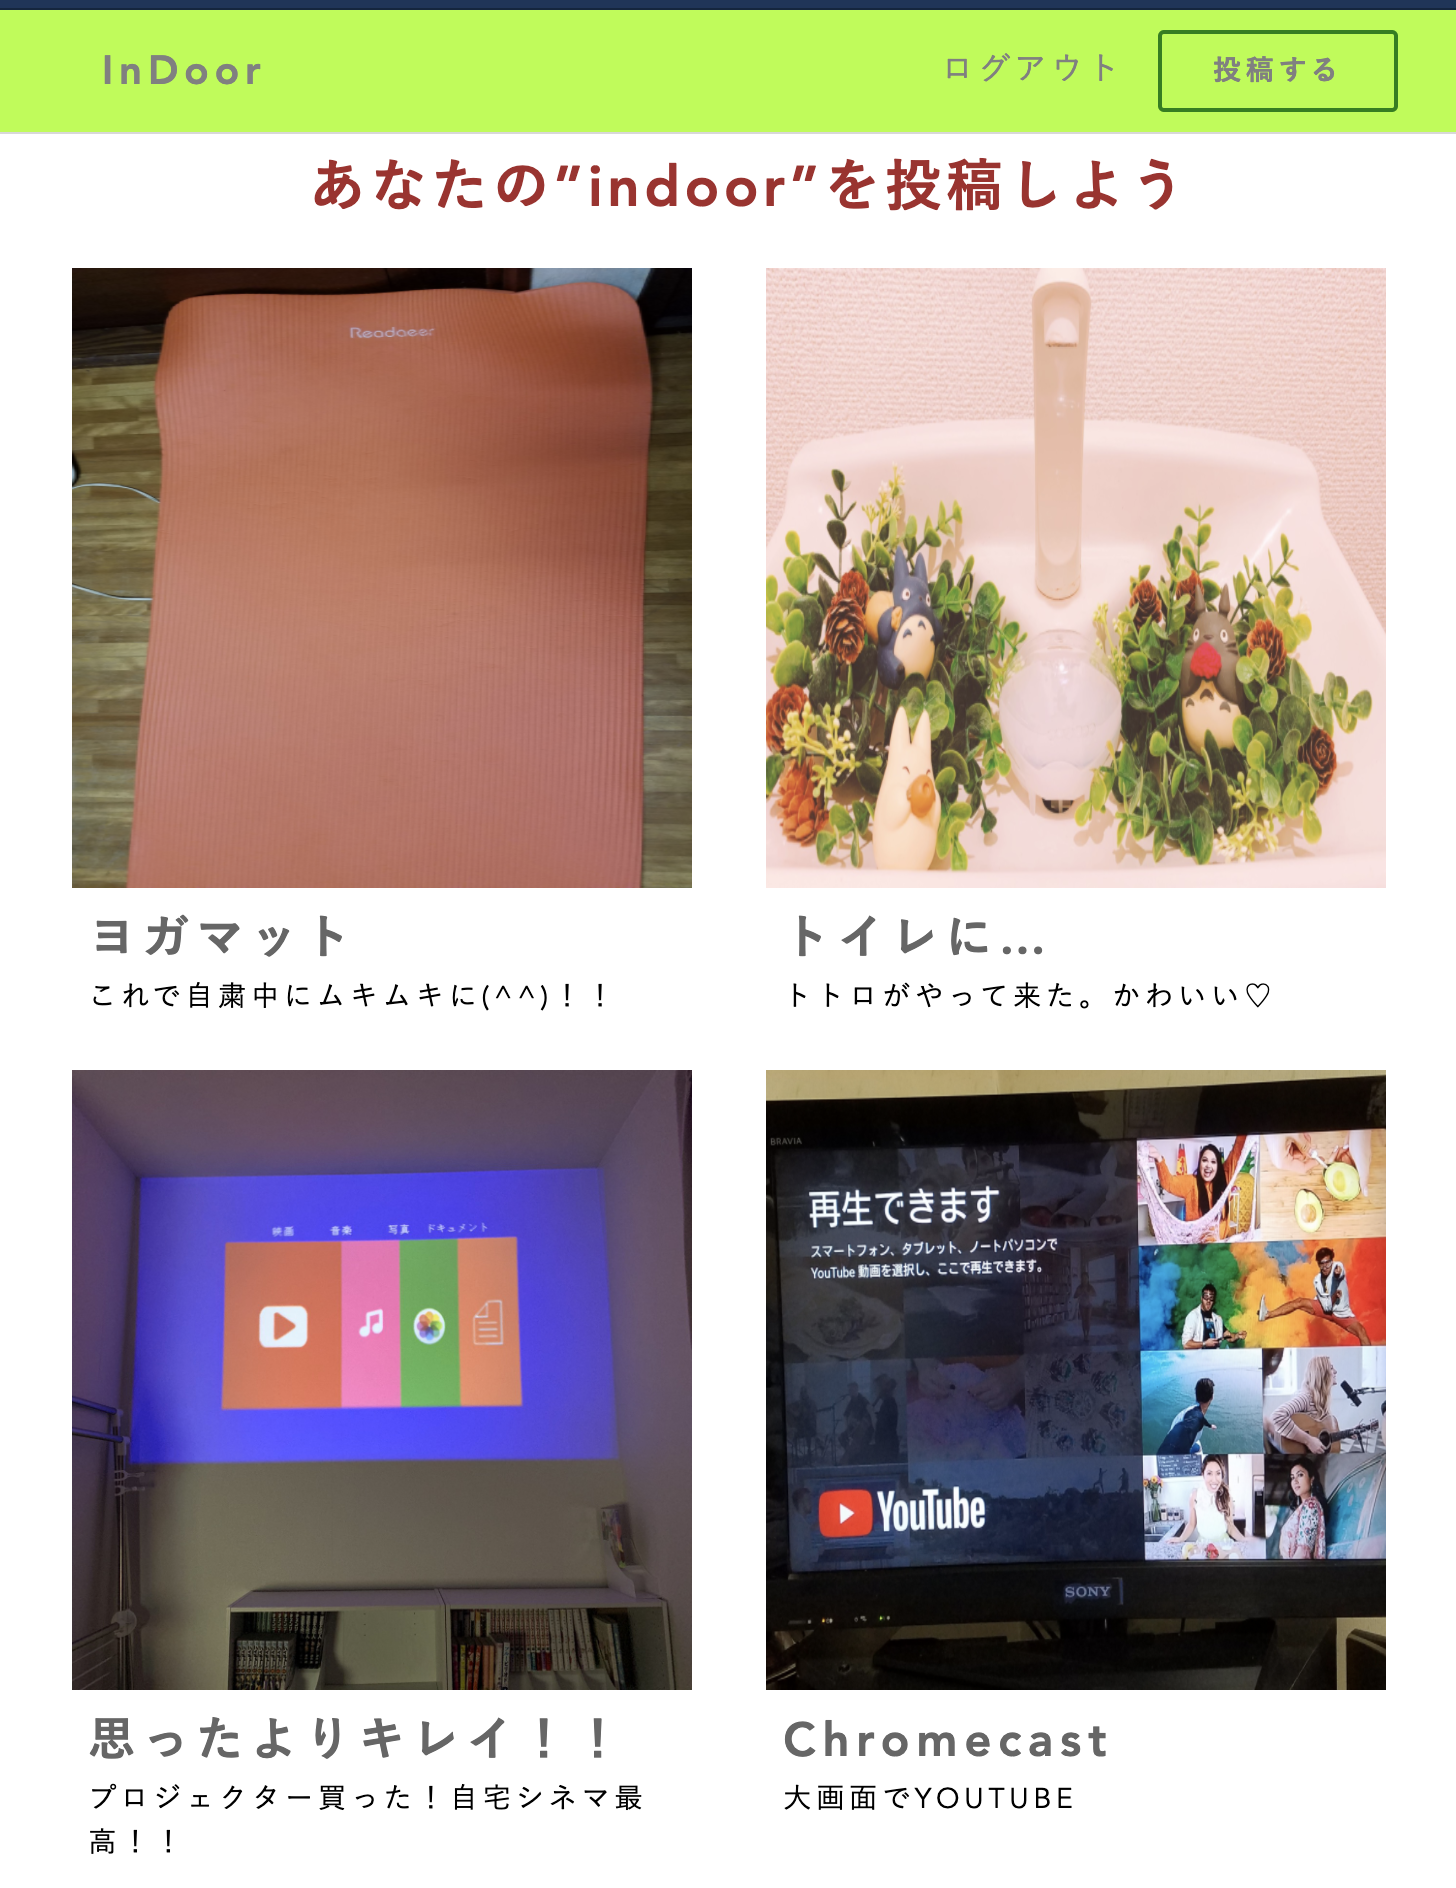 InDoor
ログアウト
投稿する
あなたの"indoor"を投稿しよう
Readaeer
ヨガマット
これで自粛中にムキムキに(^^)！！
トイレに...
トトロがやって来た。かわいい♡
映画 音楽 写真 ドキュメント
BRAVIA
再生できます
スマートフォン、タブレット、ノートパソコンで
YouTube 動画を選択し、ここで再生できます。
YouTube
SONY
思ったよりキレイ！！
プロジェクター買った！自宅シネマ最
高！！
Chromecast
大画面でYOUTUBE